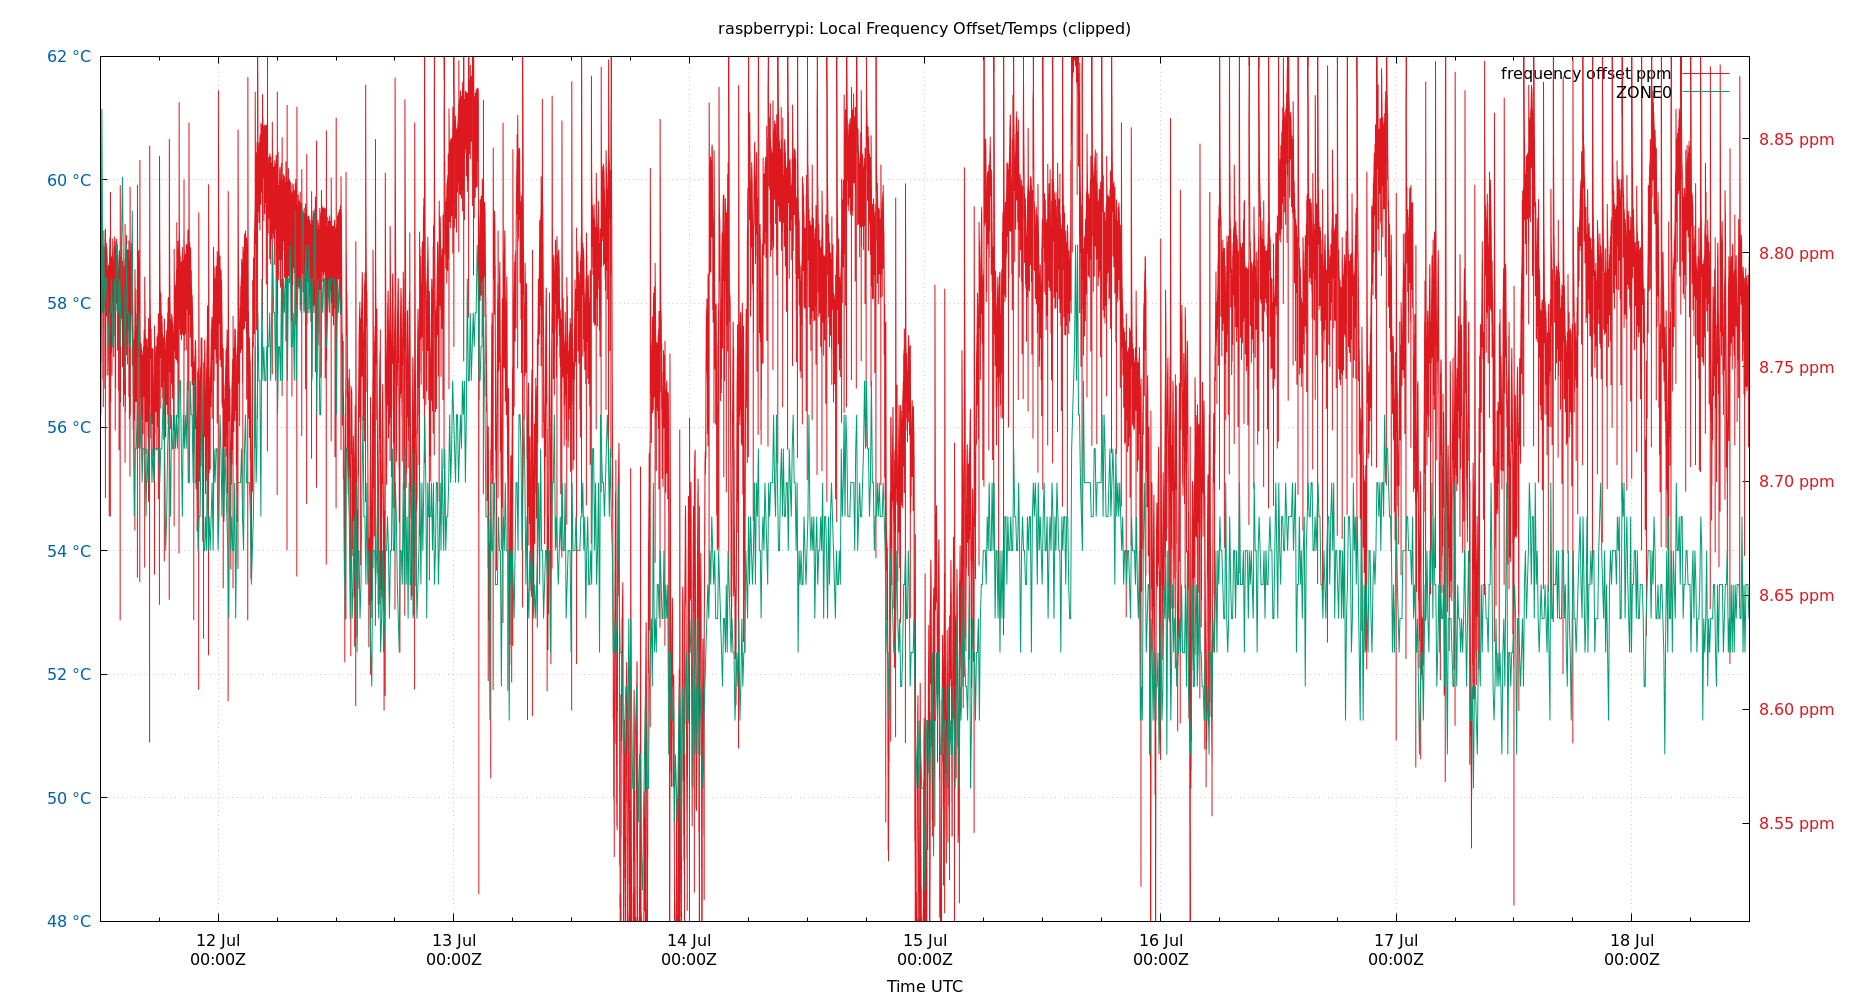 raspberrypi: Local Frequency Offset/Temps (clipped)
62 °C
60 °C
58 °C
56 °C
54 °C
52 °C
50 °C
48 °C
frequency offset ppm
ZONE0
8.85 ppm
8.80 ppm
8.75 ppm
8.70 ppm
8.65 ppm
8.60 ppm
8.55 ppm
12 Jul
00:00Z
13 Jul
00:00Z
14 Jul
00:00Z
15 Jul
00:00Z
16 Jul
00:00Z
17 Jul
00:00Z
18 Jul
00:00Z
Time UTC